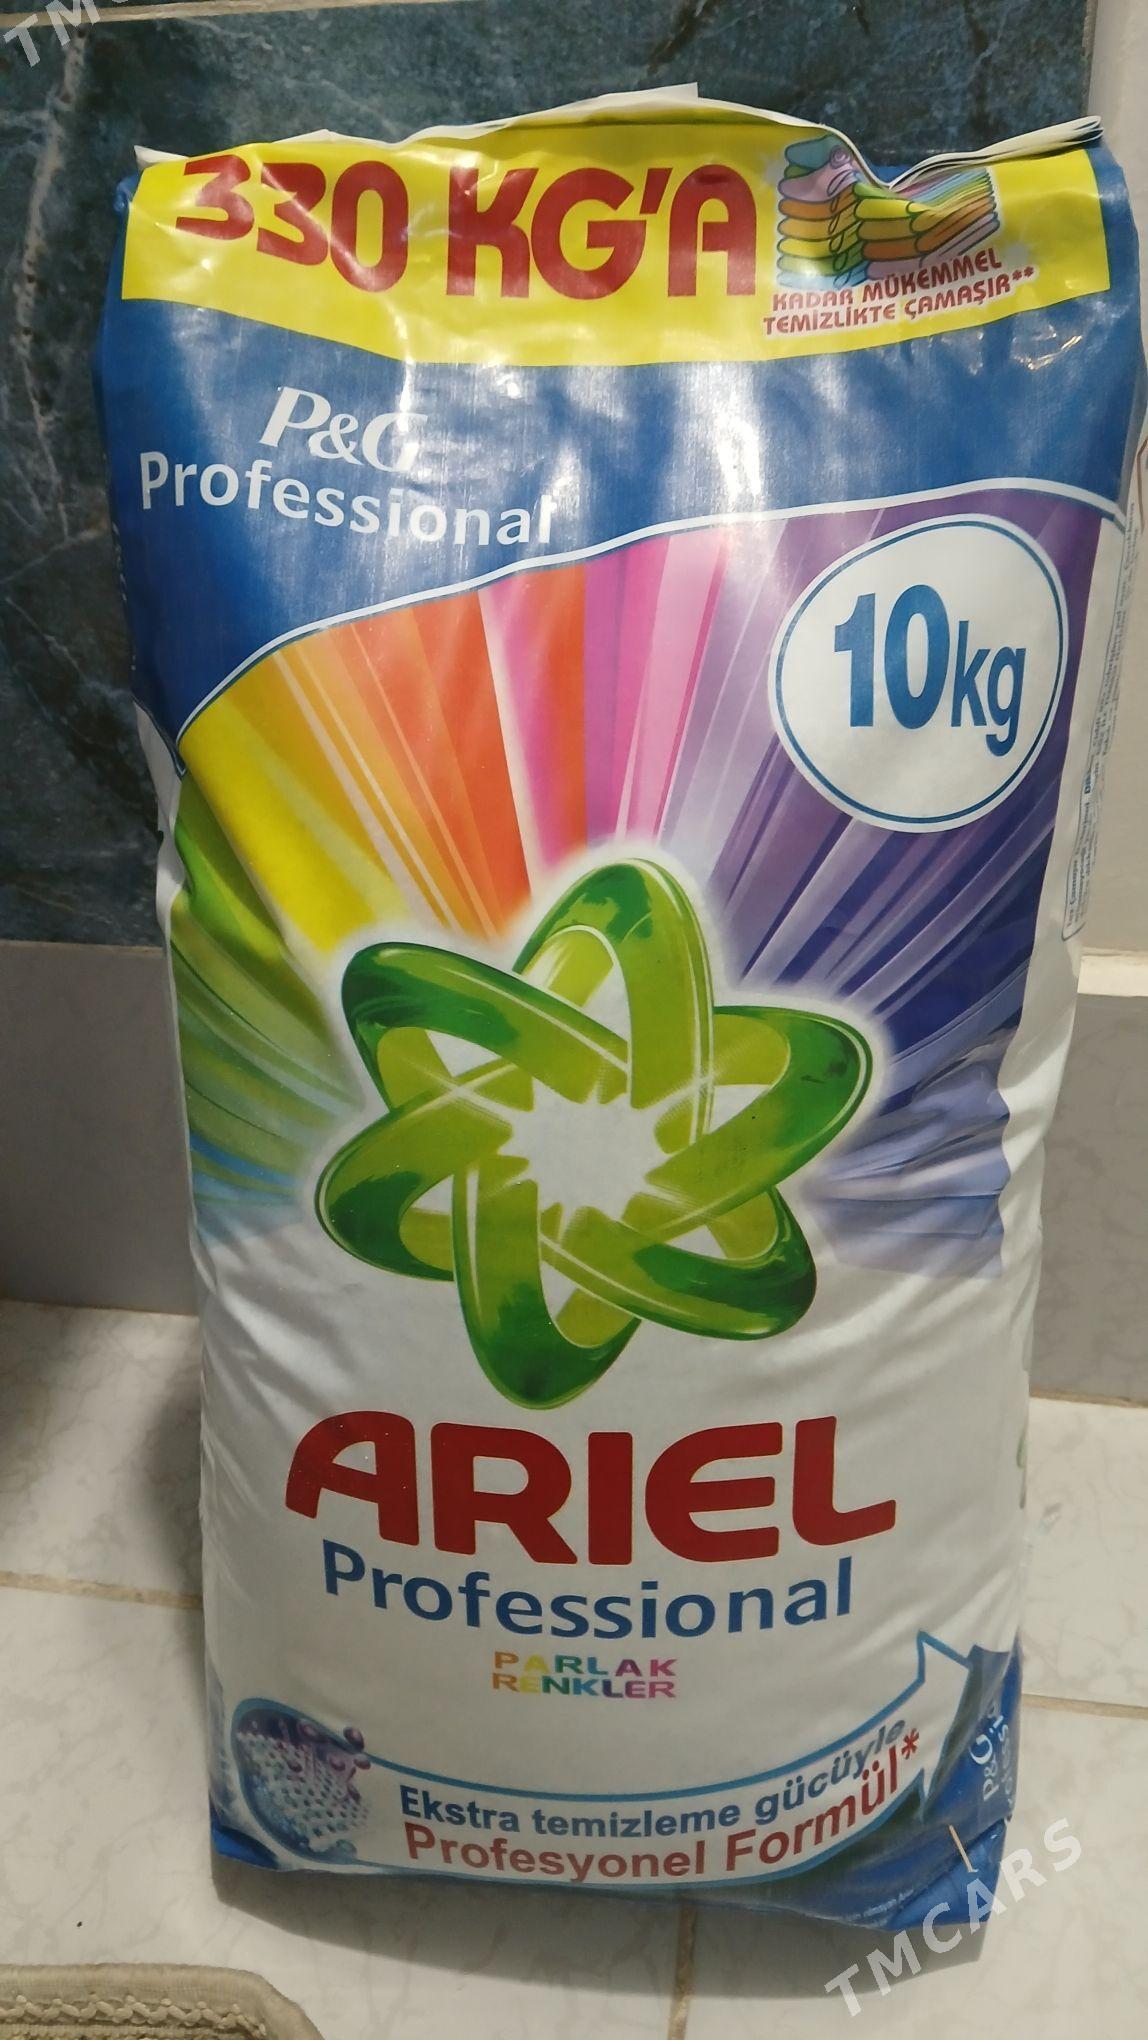 330 KG'A
KADAR MÜKEMMEL
TEMİZLİKTE ÇAMAŞIR**
P&G
Professional
10kg
ARIEL
Professional
PARLAK
RENKLER
Ekstra temizleme gücüyle
Profesyonel Formül*
P&G
TMCARS